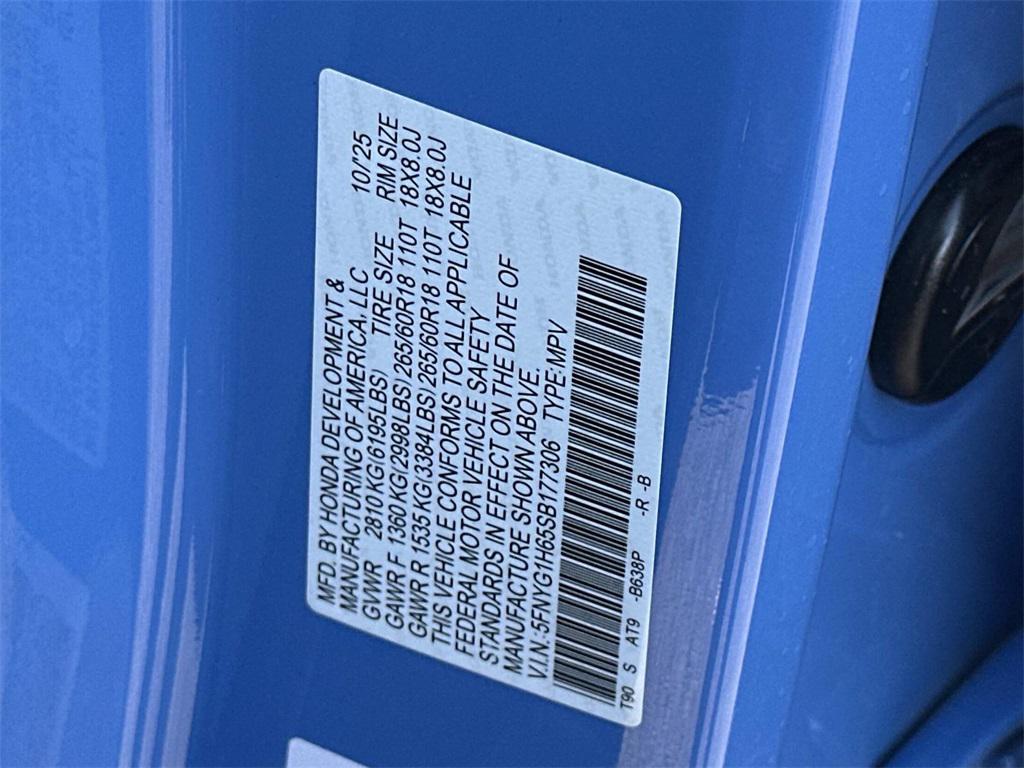 MFD. BY HONDA DEVELOPMENT &
MANUFACTURING OF AMERICA, LLC 10/'25
GVWR 2810 KG(6195LBS) TIRE SIZE RIM SIZE
GAWR F 1360 KG(2998LBS) 265/60R18 110T 18X8.0J
GAWR R 1535 KG(3384LBS) 265/60R18 110T 18X8.0J
THIS VEHICLE CONFORMS TO ALL APPLICABLE
FEDERAL MOTOR VEHICLE SAFETY
STANDARDS IN EFFECT ON THE DATE OF
MANUFACTURE SHOWN ABOVE.
V.I.N.:5FNYG1H65SB177306 TYPE:MPV
T90 S AT9 -B638P -R -B